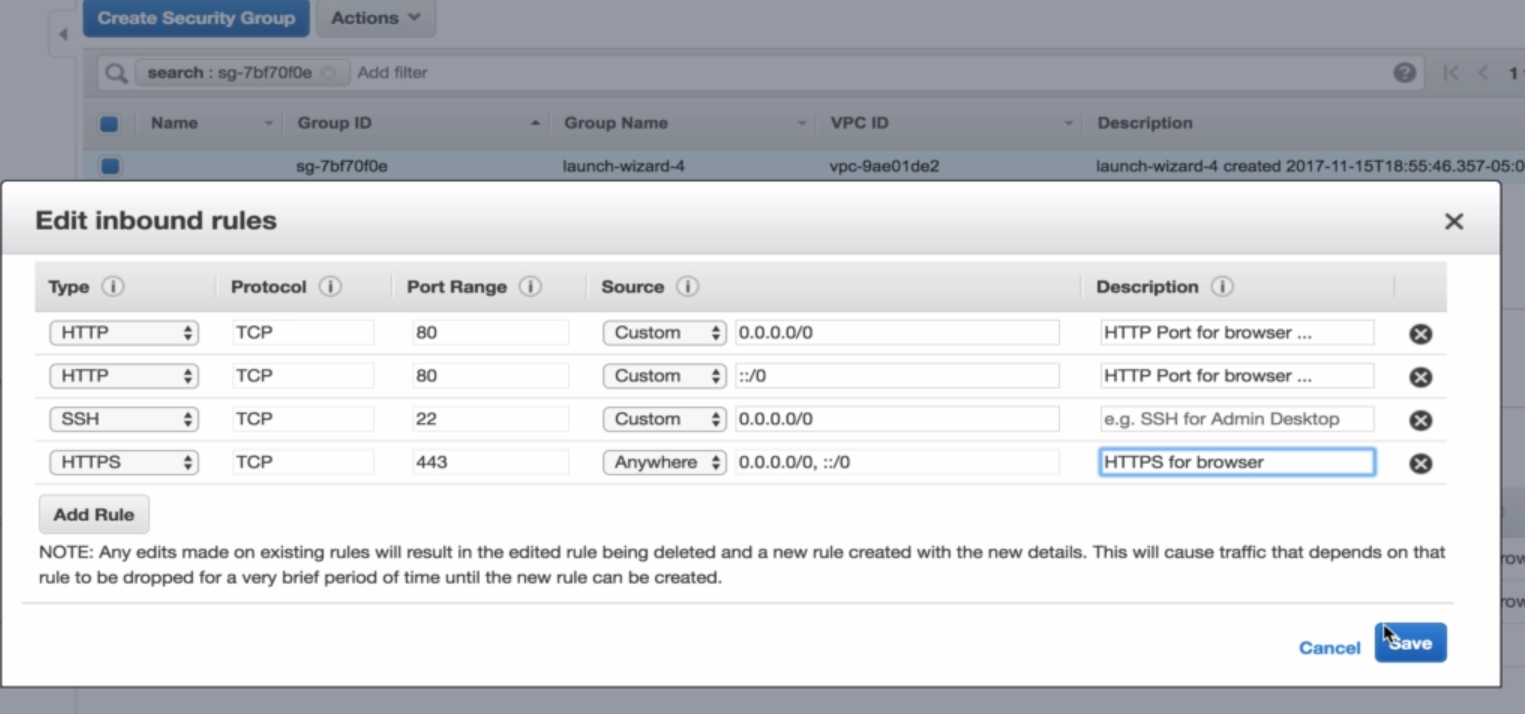 Create Security Group Actions
search : sg-7bf70f0e Add filter 1
Name Group ID Group Name VPC ID Description
sg-7bf70f0e launch-wizard-4 vpc-9ae01de2 launch-wizard-4 created 2017-11-15T18:55:46.357-05:0
Edit inbound rules
Type Protocol Port Range Source Description
HTTP TCP 80 Custom 0.0.0.0/0 HTTP Port for browser ...
HTTP TCP 80 Custom ::/0 HTTP Port for browser ...
SSH TCP 22 Custom 0.0.0.0/0 e.g. SSH for Admin Desktop
HTTPS TCP 443 Anywhere 0.0.0.0/0, ::/0 HTTPS for browser
Add Rule
NOTE: Any edits made on existing rules will result in the edited rule being deleted and a new rule created with the new details. This will cause traffic that depends on that
rule to be dropped for a very brief period of time until the new rule can be created.
Cancel Save